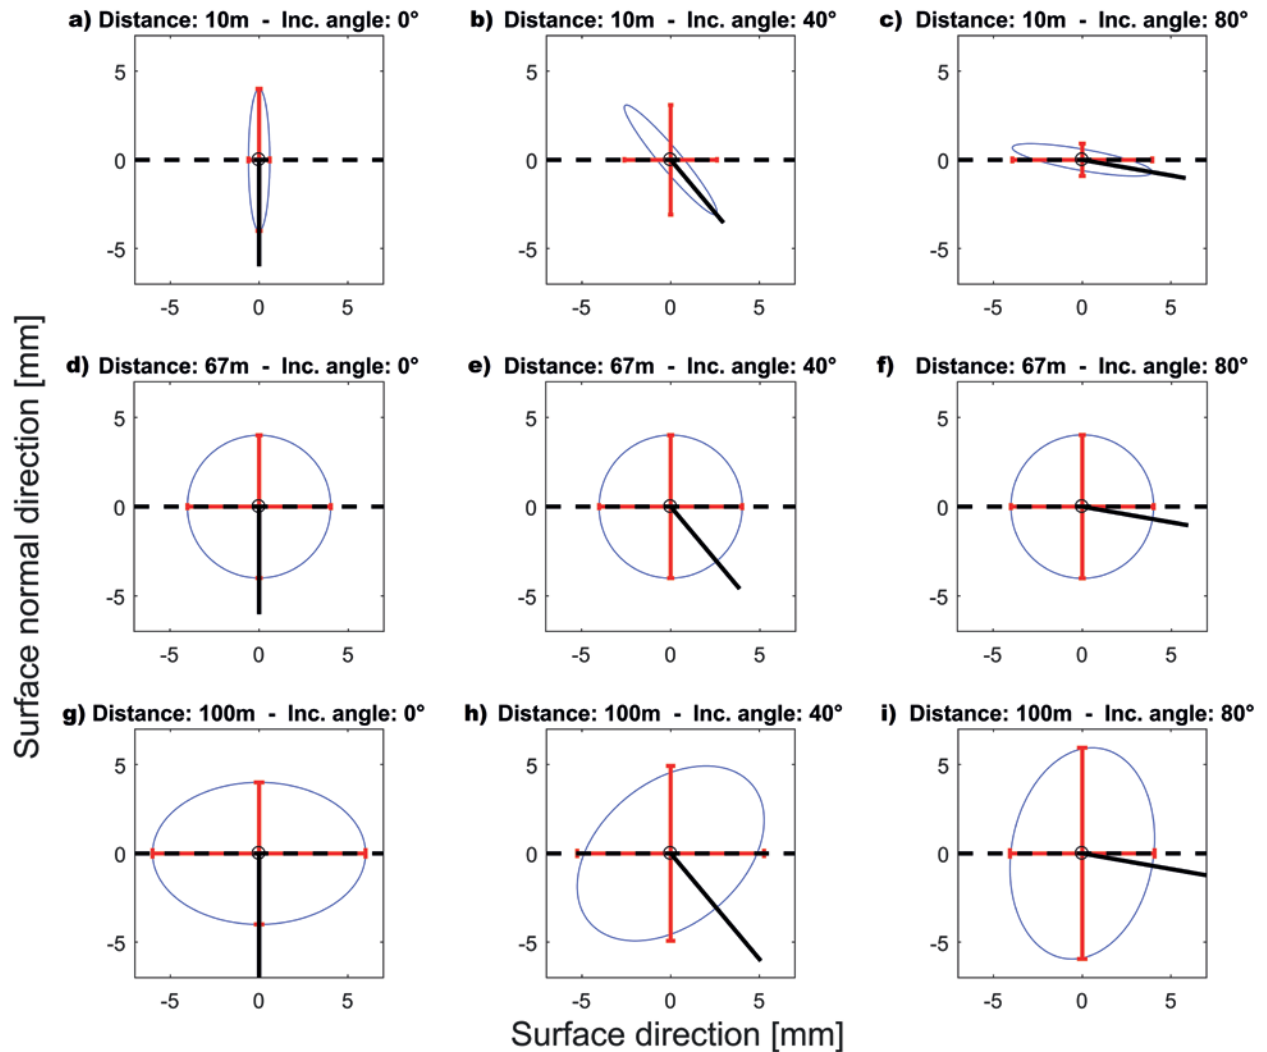 a) Distance: 10m - Inc. angle: 0°
b) Distance: 10m - Inc. angle: 40°
c) Distance: 10m - Inc. angle: 80°
5 0 -5
-5 0 5
5 0 -5
-5 0 5
5 0 -5
-5 0 5
d) Distance: 67m - Inc. angle: 0°
e) Distance: 67m - Inc. angle: 40°
f) Distance: 67m - Inc. angle: 80°
5 0 -5
-5 0 5
5 0 -5
-5 0 5
5 0 -5
-5 0 5
g) Distance: 100m - Inc. angle: 0°
h) Distance: 100m - Inc. angle: 40°
i) Distance: 100m - Inc. angle: 80°
5 0 -5
-5 0 5
5 0 -5
-5 0 5
5 0 -5
-5 0 5
Surface normal direction [mm]
Surface direction [mm]